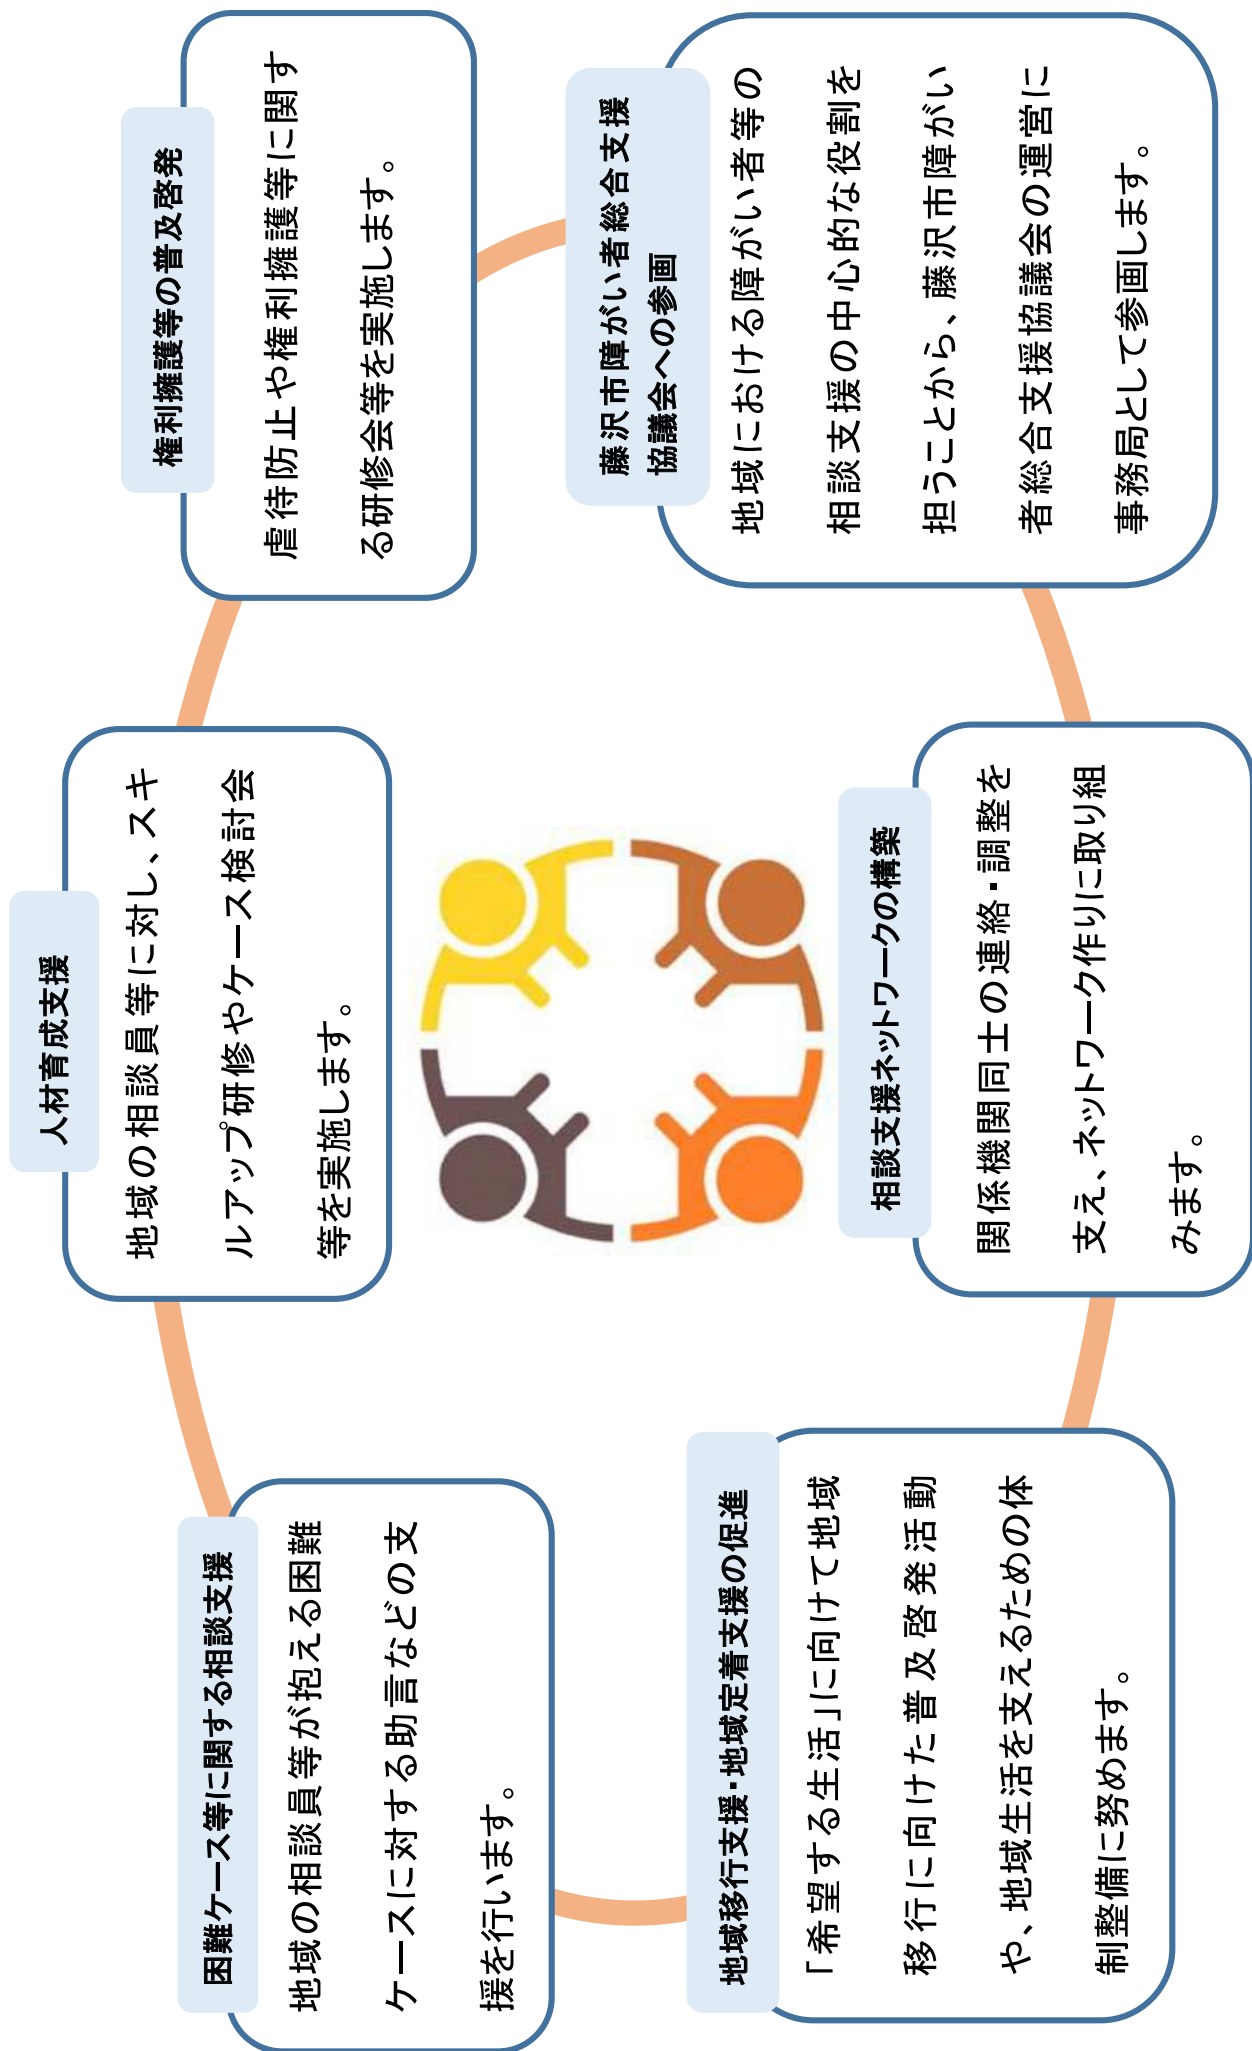 困難ケース等に関する相談支援
地域の相談員等が抱える困難
ケースに対する助言などの支
援を行います。
人材育成支援
地域の相談員等に対し、スキ
ルアップ研修やケース検討会
等を実施します。
権利擁護等の普及啓発
虐待防止や権利擁護等に関す
る研修会等を実施します。
地域移行支援・地域定着支援の促進
「希望する生活」に向けて地域
移行に向けた普及啓発活動
や、地域生活を支えるための体
制整備に努めます。
相談支援ネットワークの構築
関係機関同士の連絡・調整を
支え、ネットワーク作りに取り組
みます。
藤沢市障がい者総合支援
協議会への参画
地域における障がい者等の
相談支援の中心的な役割を
担うことから、藤沢市障がい
者総合支援協議会の運営に
事務局として参画します。